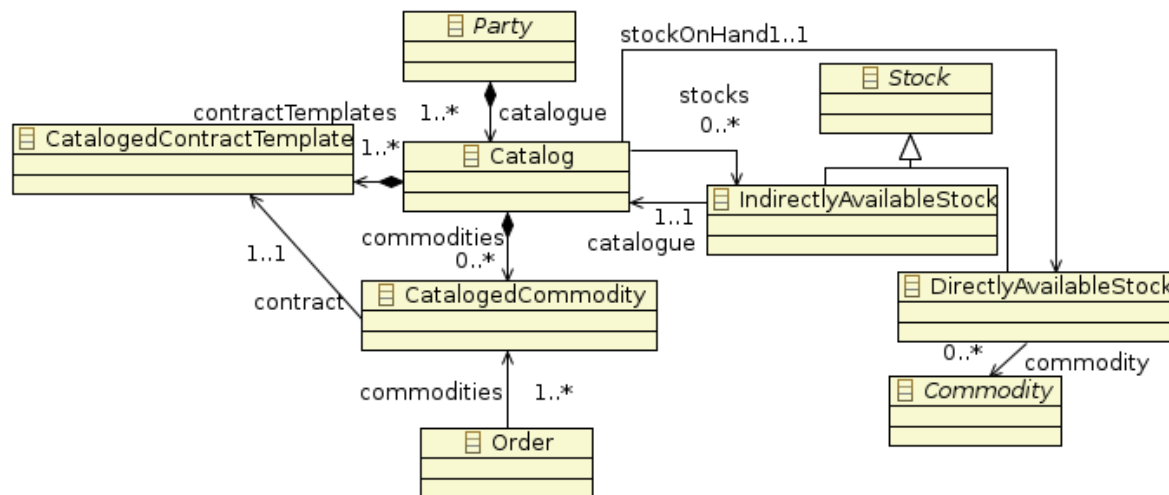 Party
stockOnHand1..1
Stock
contractTemplates
1..*
catalogue
stocks
0..*
CatalogedContractTemplate
1..*
Catalog
IndirectlyAvailableStock
1..1
catalogue
commodities
0..*
1..1
contract
CatalogedCommodity
DirectlyAvailableStock
0..*
commodity
commodities
1..*
Commodity
Order